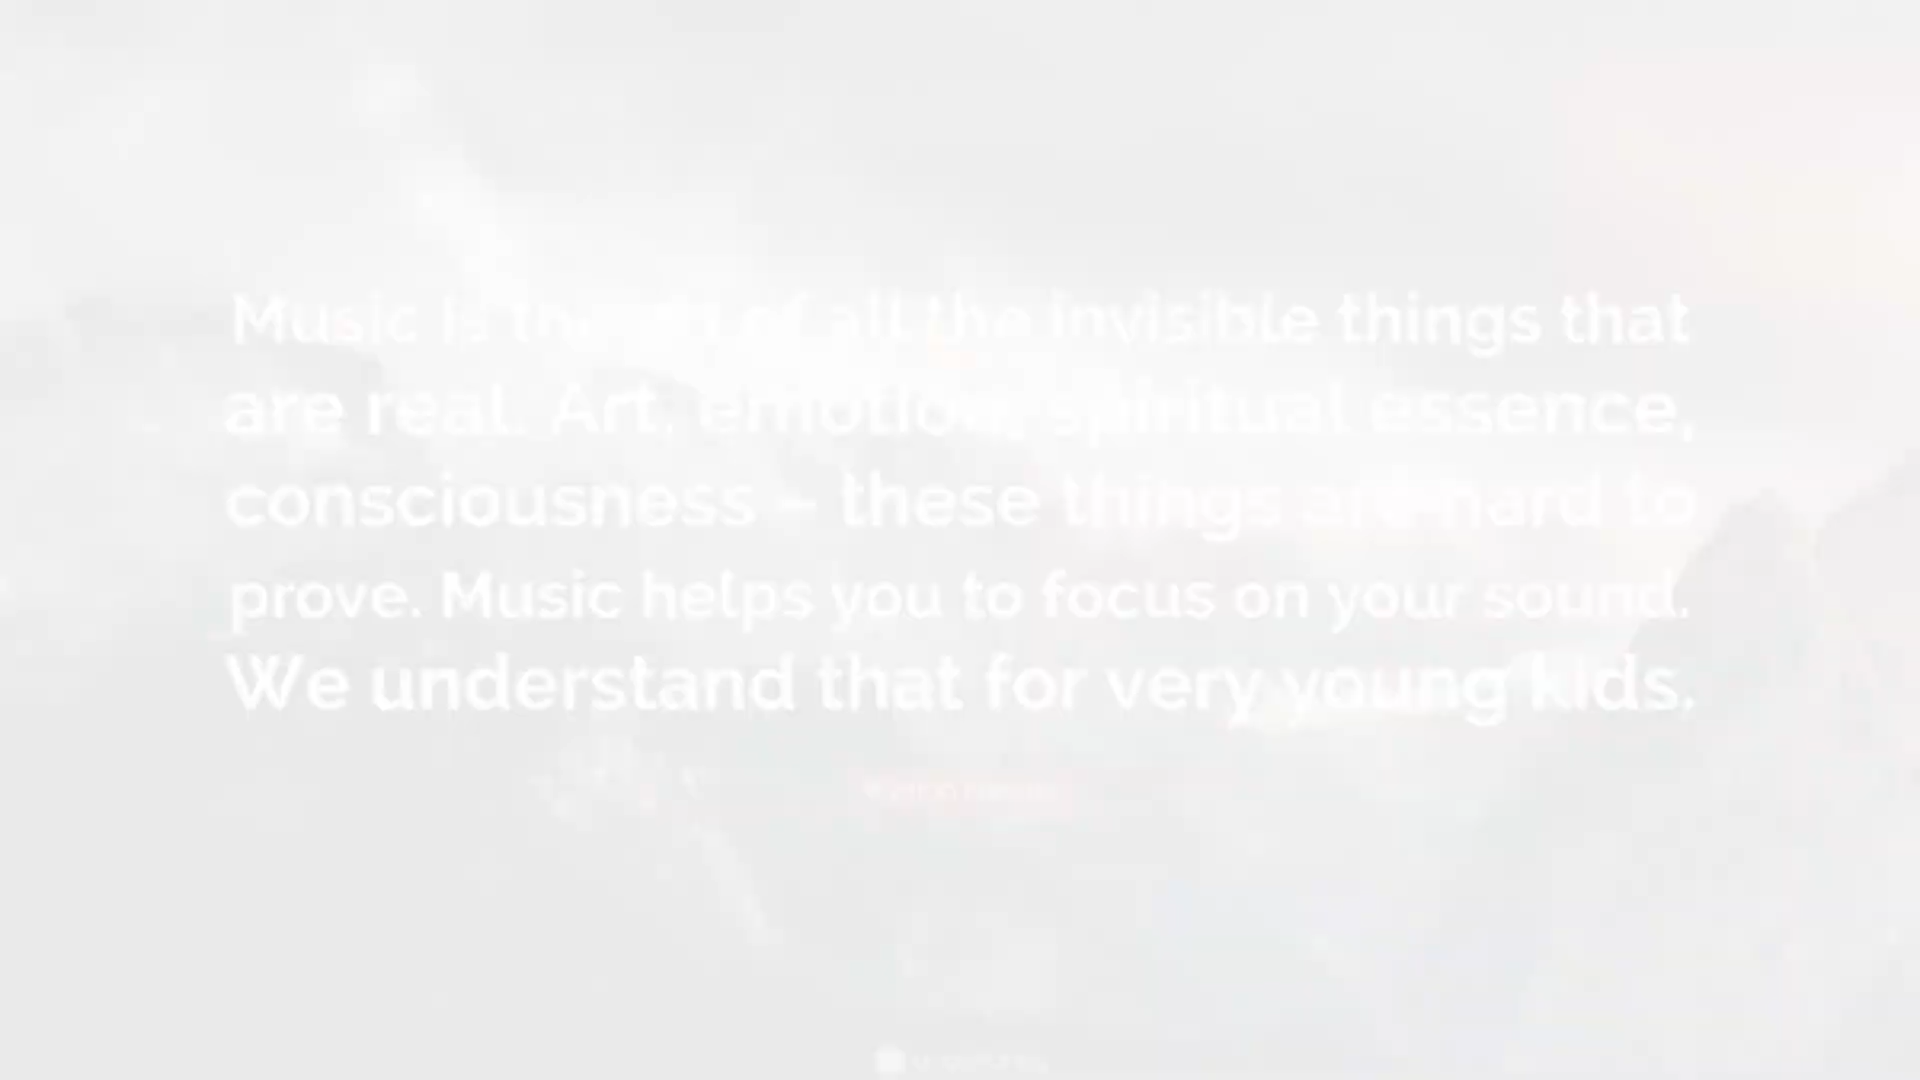 Music is the art of all the invisible things that
are real. Art, emotion, spiritual essence,
consciousness – these things are hard to
prove. Music helps you to focus on your sound.
We understand that for very young kids.